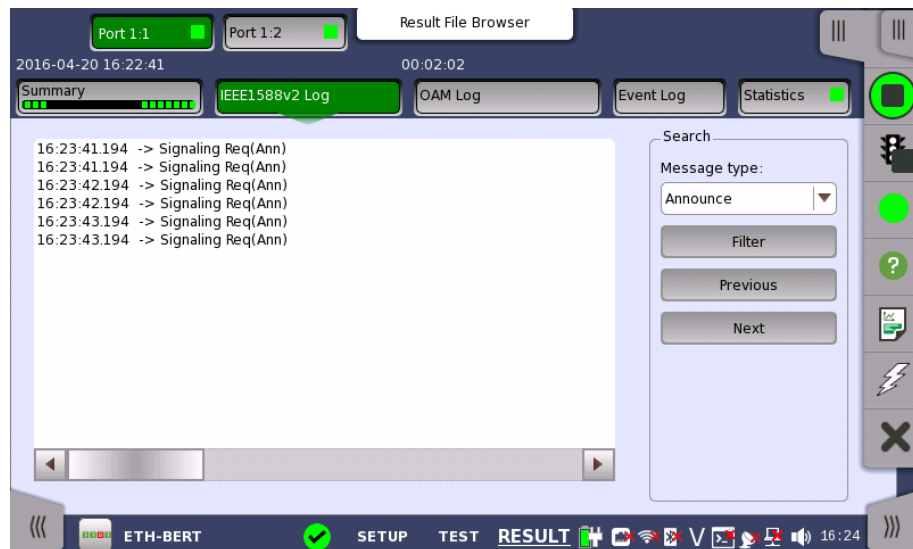 Result File Browser
Port 1:1
Port 1:2
2016-04-20 16:22:41
00:02:02
Summary
IEEE1588v2 Log
OAM Log
Event Log
Statistics
16:23:41.194 -> Signaling Req(Ann)
16:23:41.194 -> Signaling Req(Ann)
16:23:42.194 -> Signaling Req(Ann)
16:23:42.194 -> Signaling Req(Ann)
16:23:43.194 -> Signaling Req(Ann)
16:23:43.194 -> Signaling Req(Ann)
Search
Message type:
Announce
Filter
Previous
Next
ETH-BERT
SETUP
TEST
RESULT
V
16:24